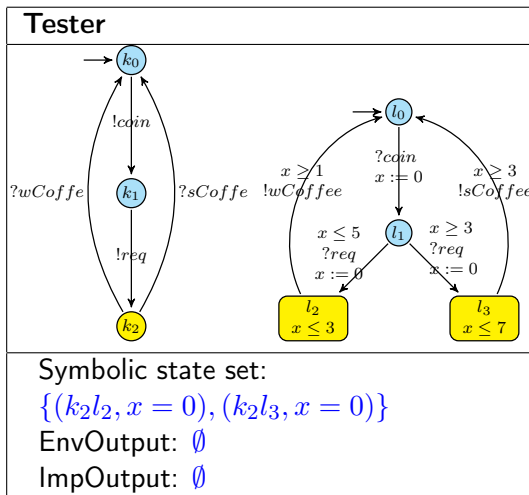 Tester
k₀
!coin
?wCoffe
?sCoffe
k₁
!req
k₂
l₀
x ≥ 1
!wCoffee
?coin
x := 0
x ≥ 3
!sCoffee
l₁
x ≤ 5
?req
x := 0
x ≥ 3
?req
x := 0
l₂
x ≤ 3
l₃
x ≤ 7
Symbolic state set:
{(k₂l₂, x = 0), (k₂l₃, x = 0)}
EnvOutput: ∅
ImpOutput: ∅